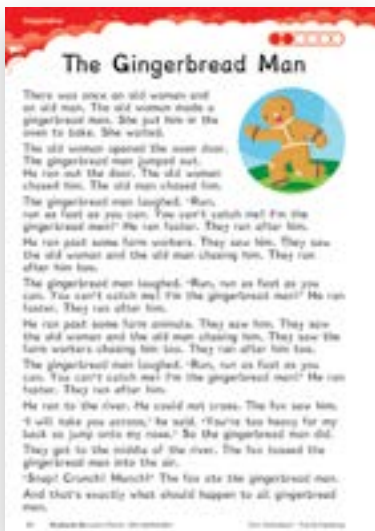 The Gingerbread Man
There was once an old woman and
an old man. The old woman made a
gingerbread man. She put him in the
oven to bake. She waited.
The old woman opened the oven door.
The gingerbread man jumped out.
He ran out the door. The old woman
chased him. The old man chased him.
The gingerbread man laughed. "Run,
run as fast as you can. You can't catch me! I'm the
gingerbread man!" He ran faster. They ran after him.
He ran past some farm workers. They saw him. They saw
the old woman and the old man chasing him. They ran
after him too.
The gingerbread man laughed. "Run, run as fast as you
can. You can't catch me! I'm the gingerbread man!" He ran
faster. They ran after him.
He ran past some farm animals. They saw him. They saw
the old woman and the old man chasing him. They saw the
farm workers chasing him too. They ran after him too.
The gingerbread man laughed. "Run, run as fast as you
can. You can't catch me! I'm the gingerbread man!" He ran
faster. They ran after him.
He ran to the river. He could not cross. The fox saw him.
"I will take you across," he said. "You're too heavy for my
back so jump onto my nose." So the gingerbread man did.
They got to the middle of the river. The fox tossed the
gingerbread man into the air.
"Snap! Crunch! Munch!" The fox ate the gingerbread man.
And that's exactly what should happen to all gingerbread
men.